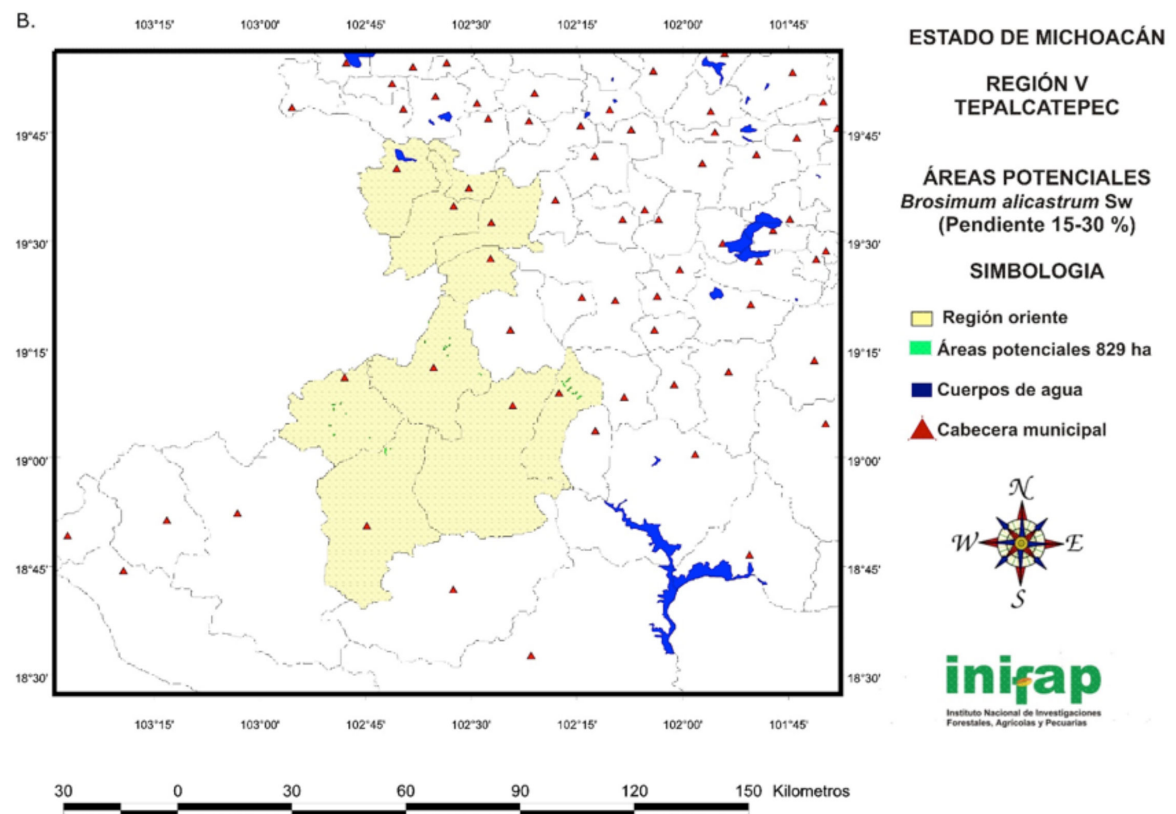 B.
103°15' 103°00' 102°45' 102°30' 102°15' 102°00' 101°45'
ESTADO DE MICHOACÁN
REGIÓN V
TEPALCATEPEC
ÁREAS POTENCIALES
Brosimum alicastrum Sw
(Pendiente 15-30 %)
SIMBOLOGIA
Región oriente
Áreas potenciales 829 ha
Cuerpos de agua
Cabecera municipal
19°45' 19°45'
19°30' 19°30'
19°15' 19°15'
19°00' 19°00'
18°45' 18°45'
18°30' 18°30'
N
W E
S
inifap
Instituto Nacional de Investigaciones
Forestales, Agrícolas y Pecuarias
103°15' 103°00' 102°45' 102°30' 102°15' 102°00' 101°45'
30 0 30 60 90 120 150 Kilometros